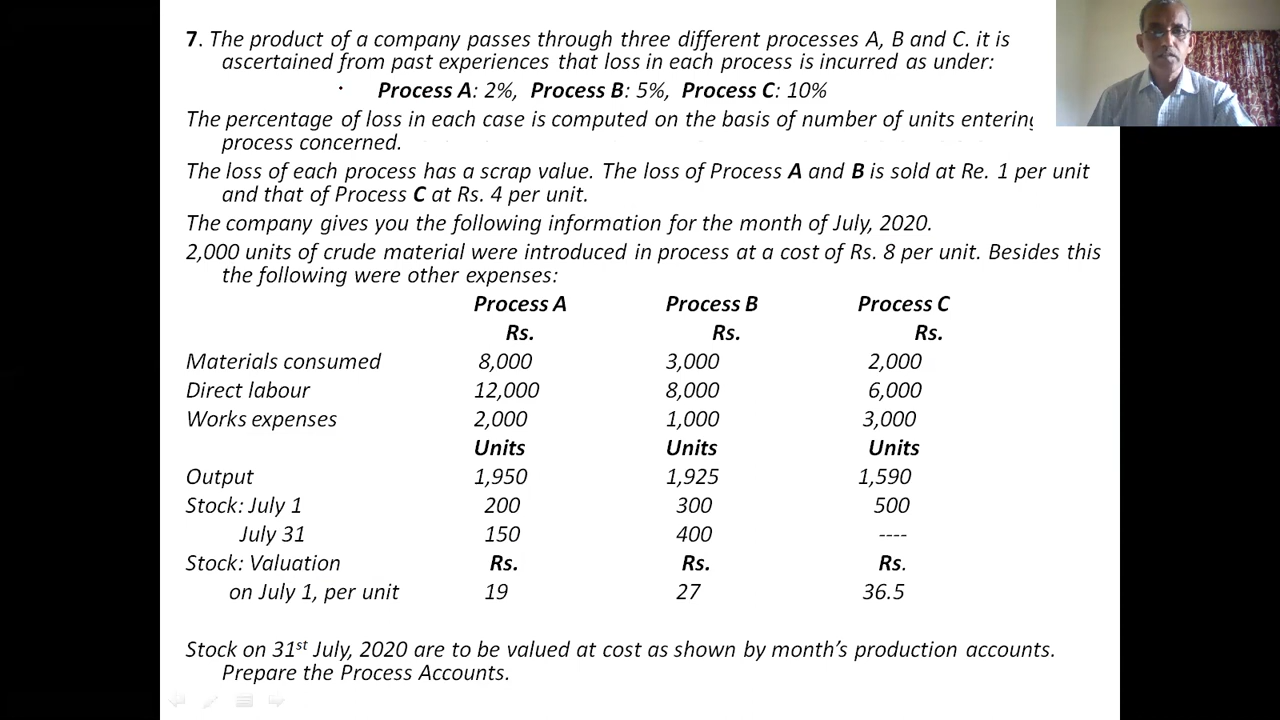 7. The product of a company passes through three different processes A, B and C. it is
ascertained from past experiences that loss in each process is incurred as under:
Process A: 2%, Process B: 5%, Process C: 10%
The percentage of loss in each case is computed on the basis of number of units entering
process concerned.
The loss of each process has a scrap value. The loss of Process A and B is sold at Re. 1 per unit
and that of Process C at Rs. 4 per unit.
The company gives you the following information for the month of July, 2020.
2,000 units of crude material were introduced in process at a cost of Rs. 8 per unit. Besides this
the following were other expenses:
Process A Process B Process C
Rs. Rs. Rs.
Materials consumed 8,000 3,000 2,000
Direct labour 12,000 8,000 6,000
Works expenses 2,000 1,000 3,000
Units Units Units
Output 1,950 1,925 1,590
Stock: July 1 200 300 500
July 31 150 400 ----
Stock: Valuation Rs. Rs. Rs.
on July 1, per unit 19 27 36.5
Stock on 31st July, 2020 are to be valued at cost as shown by month’s production accounts.
Prepare the Process Accounts.